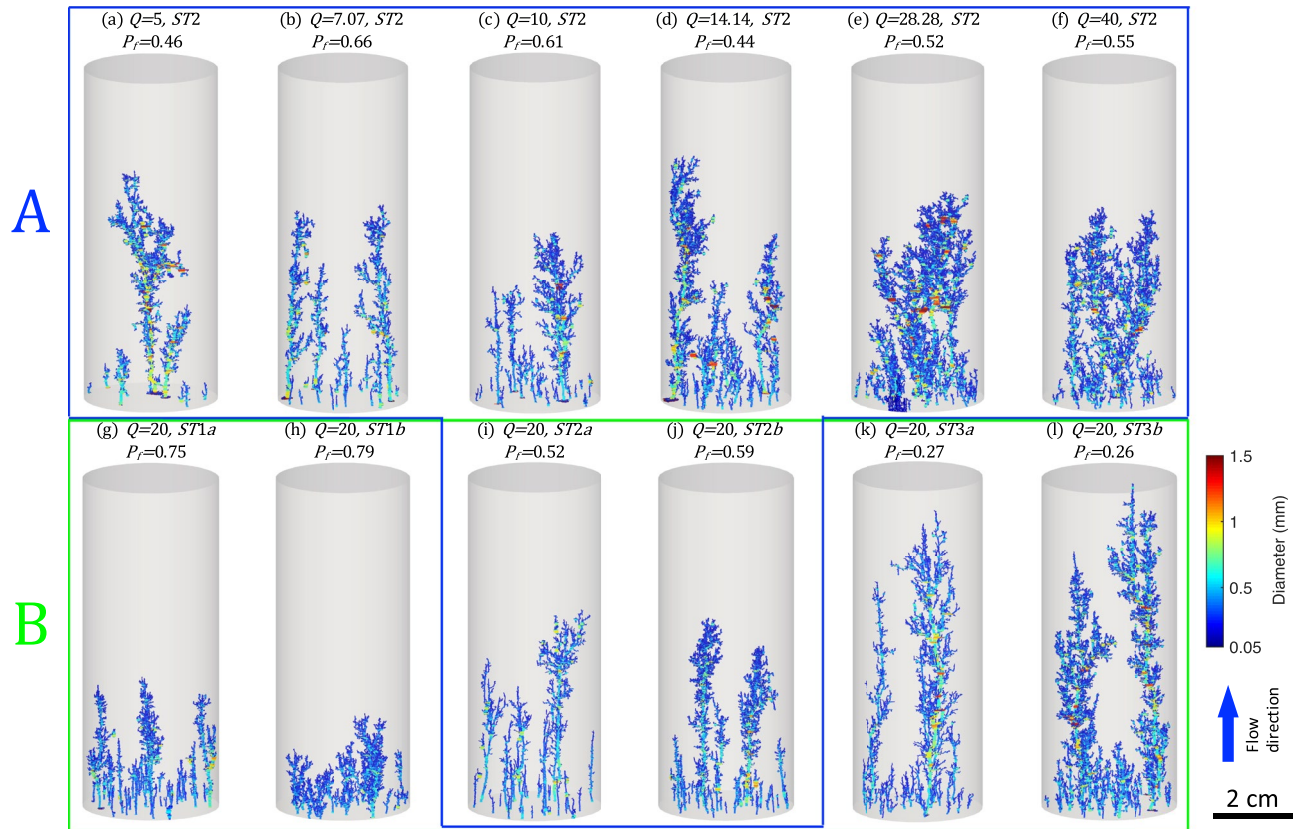 (a) Q=5, ST2
P_f=0.46
(b) Q=7.07, ST2
P_f=0.66
(c) Q=10, ST2
P_f=0.61
(d) Q=14.14, ST2
P_f=0.44
(e) Q=28.28, ST2
P_f=0.52
(f) Q=40, ST2
P_f=0.55
A
(g) Q=20, ST1a
P_f=0.75
(h) Q=20, ST1b
P_f=0.79
(i) Q=20, ST2a
P_f=0.52
(j) Q=20, ST2b
P_f=0.59
(k) Q=20, ST3a
P_f=0.27
(l) Q=20, ST3b
P_f=0.26
B
1.5
1
0.5
0.05
Diameter (mm)
Flow
direction
2 cm